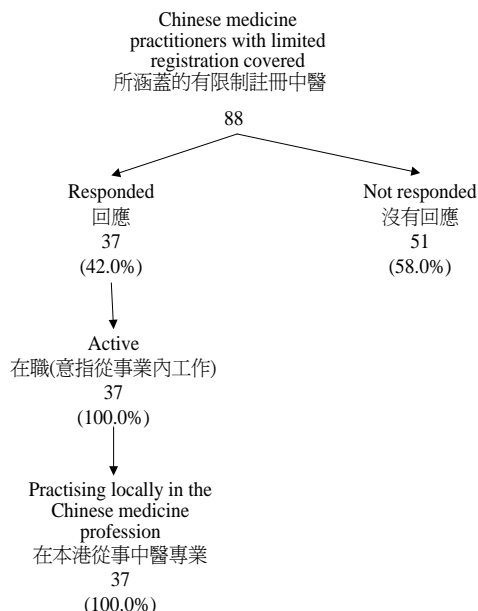 Chinese medicine
practitioners with limited
registration covered
所涵蓋的有限制註冊中醫
88
Responded
回應
37
(42.0%)
Not responded
沒有回應
51
(58.0%)
Active
在職(意指從事業內工作)
37
(100.0%)
Practising locally in the
Chinese medicine
profession
在本港從事中醫專業
37
(100.0%)